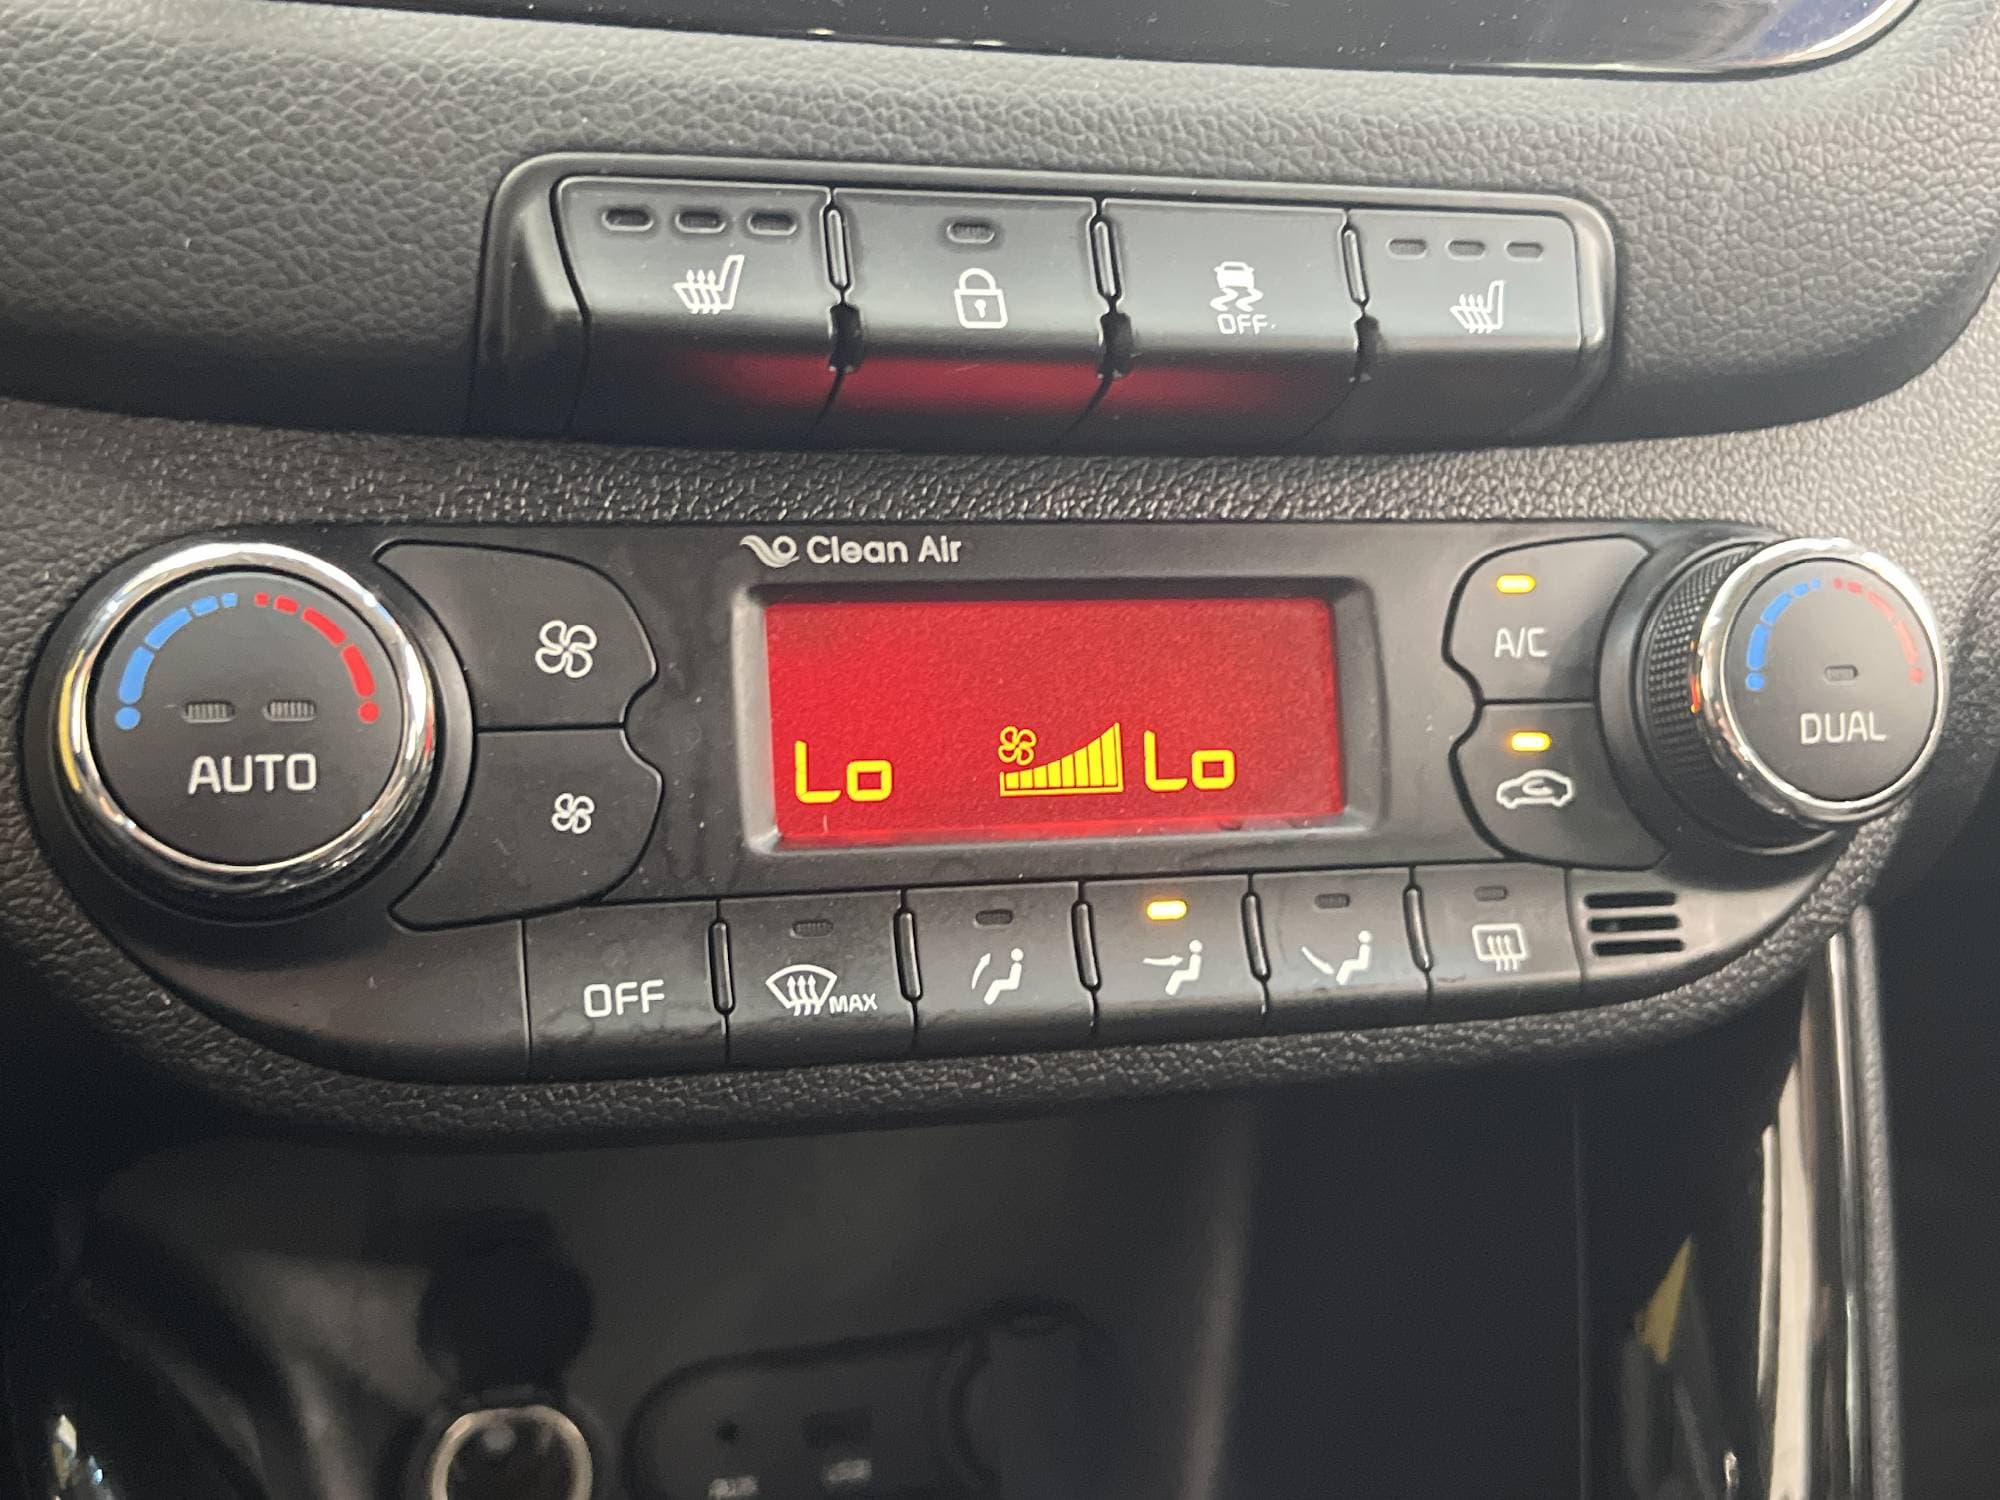 OFF
Clean Air
A/C
AUTO
DUAL
Lo
Lo
OFF
MAX